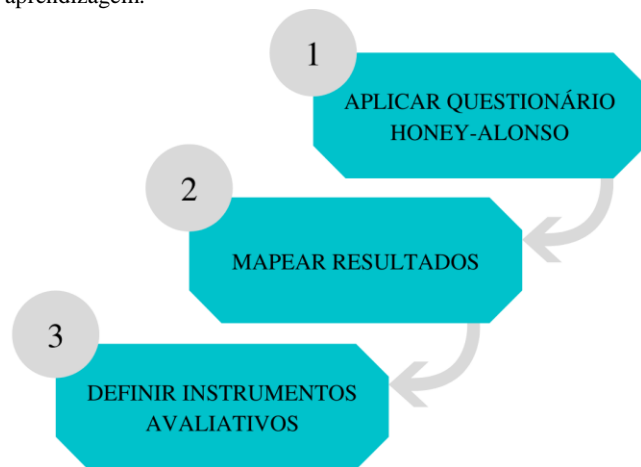 aprendizagem.
1
APLICAR QUESTIONÁRIO
HONEY-ALONSO
2
MAPEAR RESULTADOS
3
DEFINIR INSTRUMENTOS
AVALIATIVOS